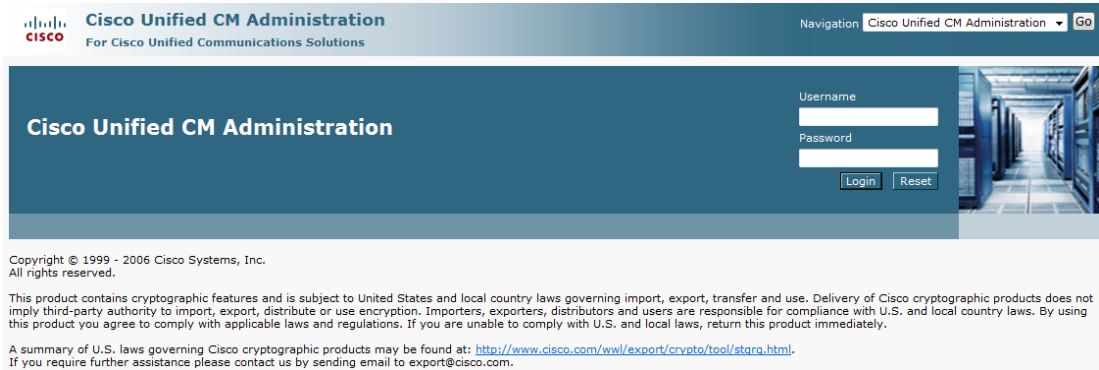 CISCO
Cisco Unified CM Administration
For Cisco Unified Communications Solutions
Navigation Cisco Unified CM Administration Go
Cisco Unified CM Administration
Username
Password
Login Reset
Copyright © 1999 - 2006 Cisco Systems, Inc.
All rights reserved.
This product contains cryptographic features and is subject to United States and local country laws governing import, export, transfer and use. Delivery of Cisco cryptographic products does not
imply third-party authority to import, export, distribute or use encryption. Importers, exporters, distributors and users are responsible for compliance with U.S. and local country laws. By using
this product you agree to comply with applicable laws and regulations. If you are unable to comply with U.S. and local laws, return this product immediately.
A summary of U.S. laws governing Cisco cryptographic products may be found at: http://www.cisco.com/wwl/export/crypto/tool/stqrg.html.
If you require further assistance please contact us by sending email to export@cisco.com.